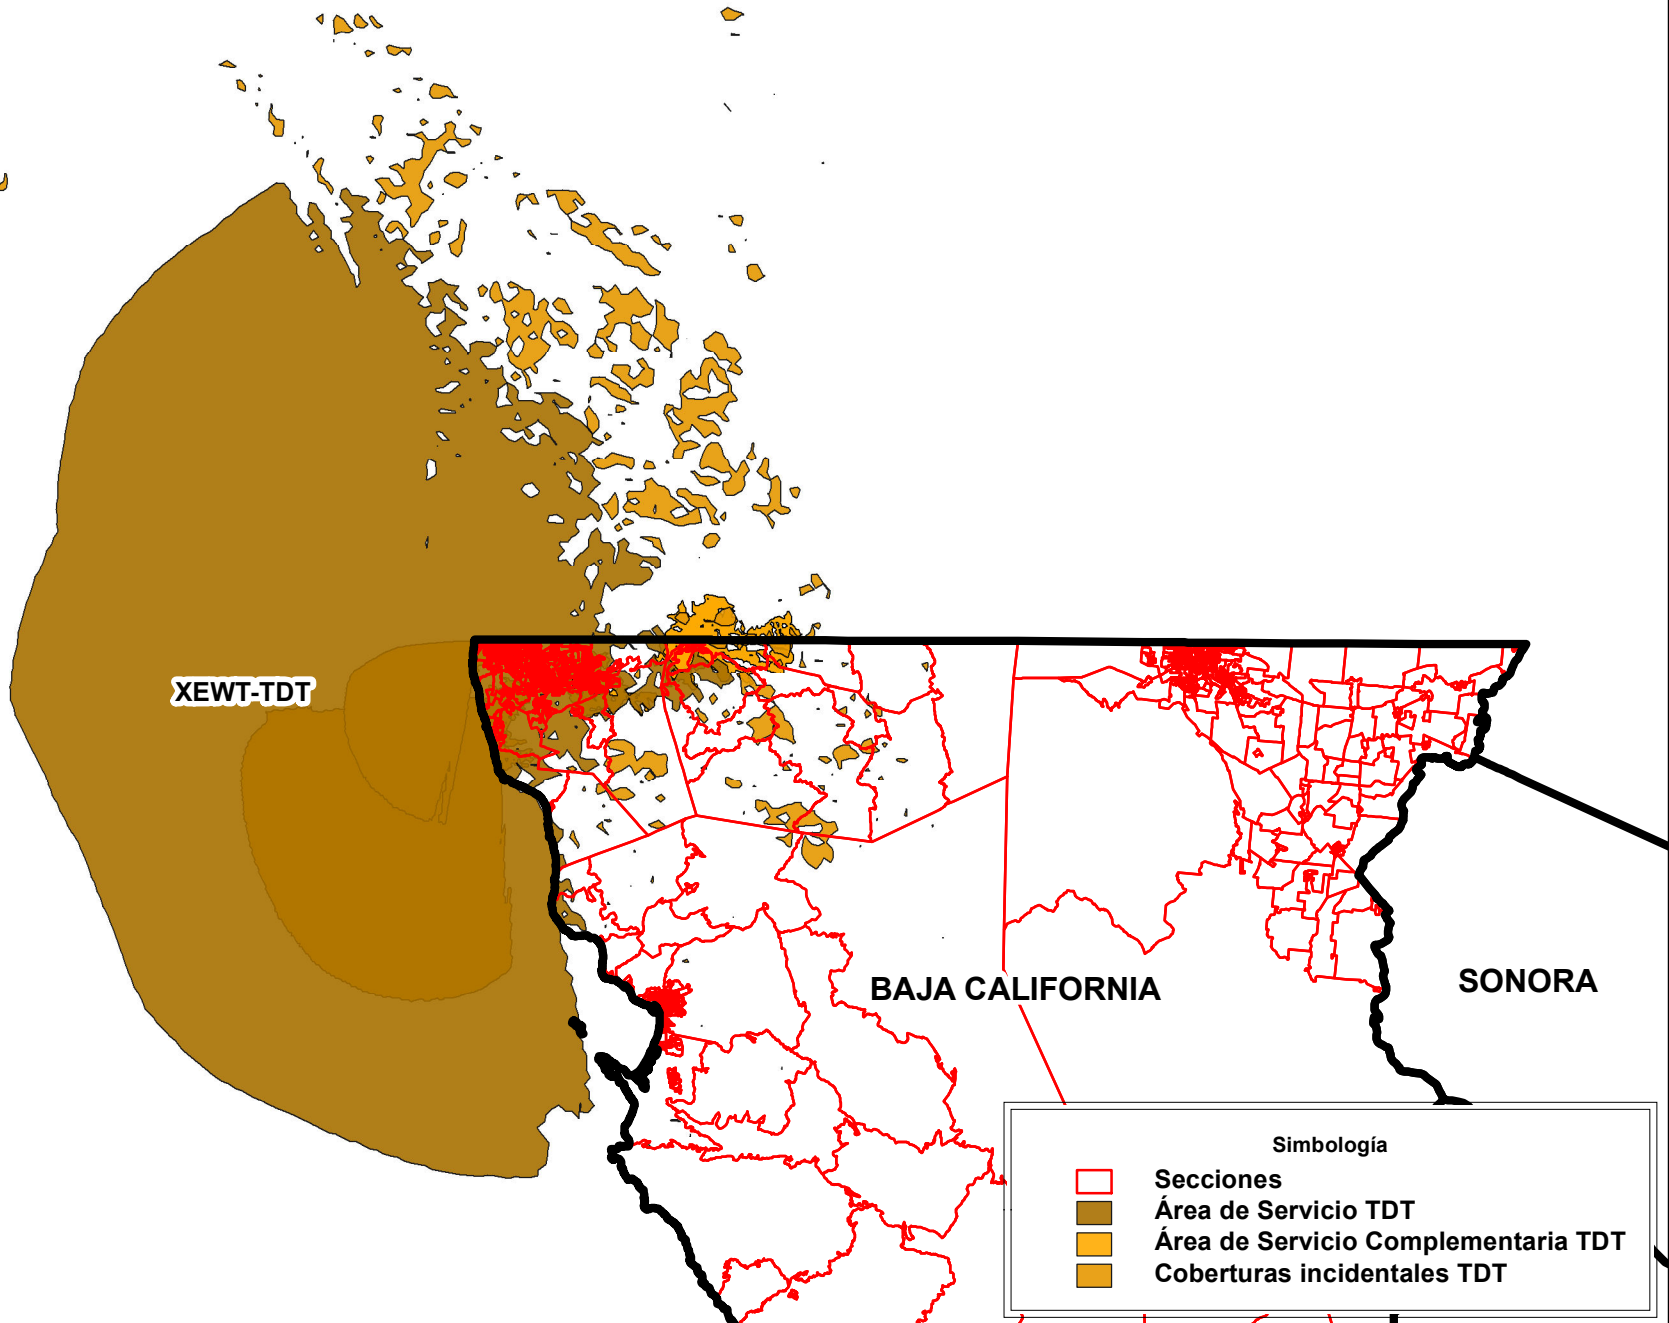 XEWT-TDT
BAJA CALIFORNIA
SONORA
Simbología
Secciones
Área de Servicio TDT
Área de Servicio Complementaria TDT
Coberturas incidentales TDT